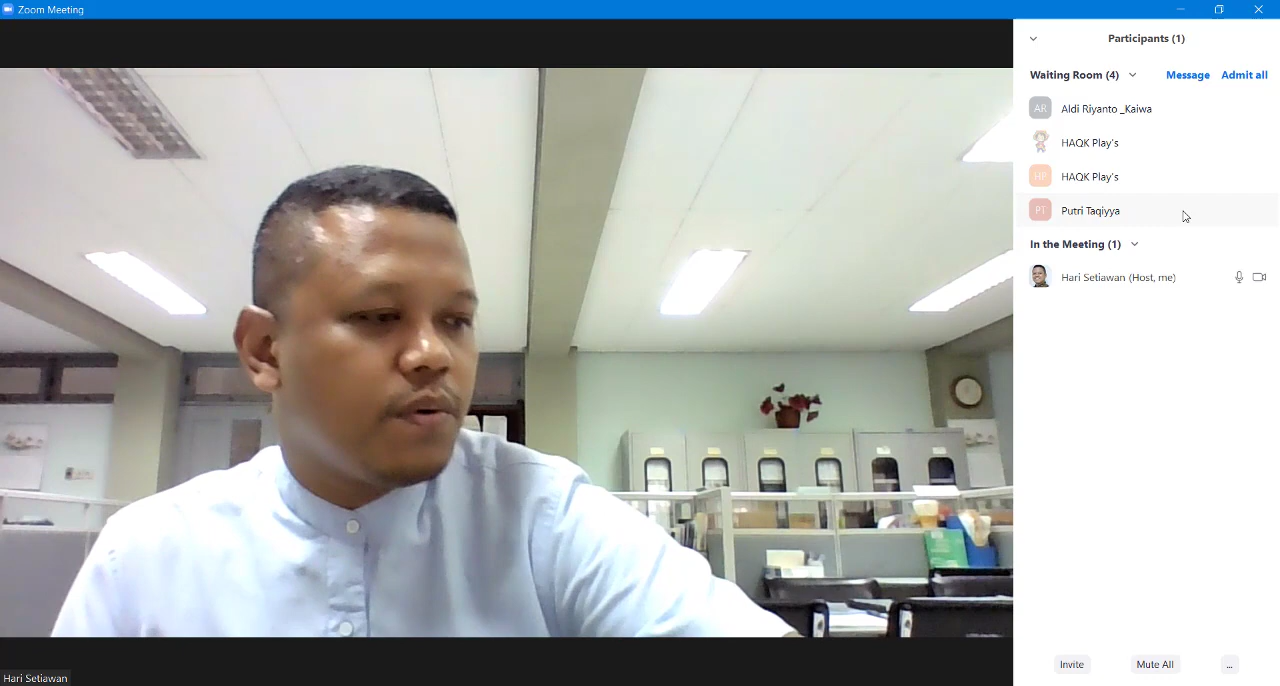 Zoom Meeting
Participants (1)
Waiting Room (4)
Message
Admit all
AR
Aldi Riyanto _Kaiwa
HAQK Play's
HP
HAQK Play's
PT
Putri Taqiyya
In the Meeting (1)
Hari Setiawan (Host, me)
Invite
Mute All
...
Hari Setiawan